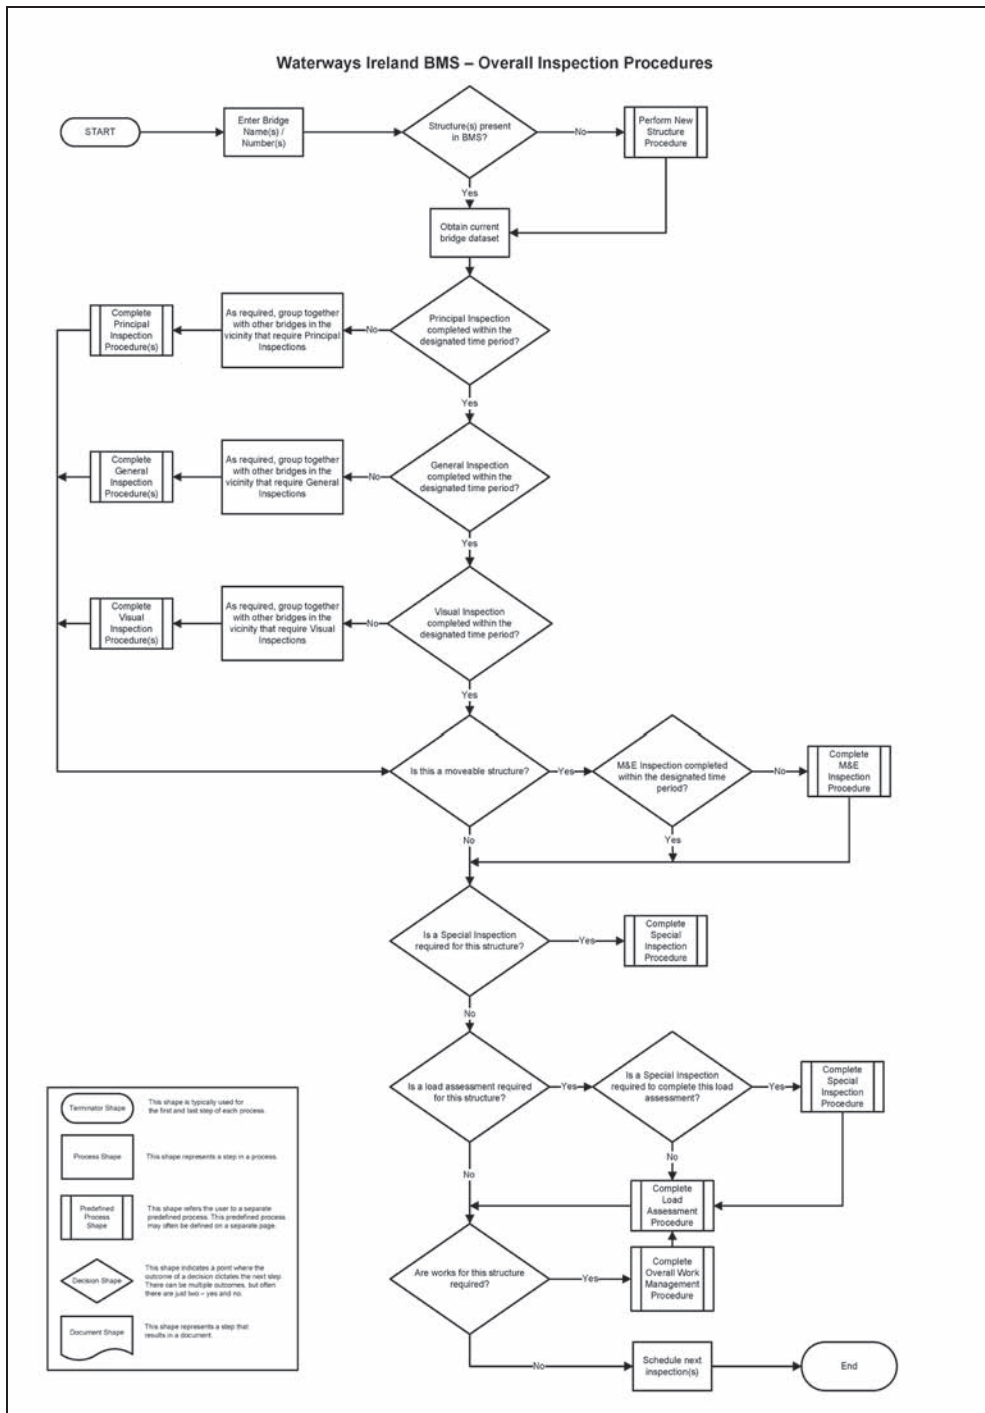 Waterways Ireland BMS – Overall Inspection Procedures
START
Enter Bridge
Name(s) /
Number(s)
Structure(s) present
in BMS?
No
Perform New
Structure
Procedure
Yes
Obtain current
bridge dataset
Principal Inspection
completed within the
designated time period?
No
As required, group together
with other bridges in the
vicinity that require Principal
Inspections
Complete
Principal
Inspection
Procedure(s)
Yes
General Inspection
completed within the
designated time period?
No
As required, group together
with other bridges in the
vicinity that require General
Inspections
Complete
General
Inspection
Procedure(s)
Yes
Visual Inspection
completed within the
designated time period?
No
As required, group together
with other bridges in the
vicinity that require Visual
Inspections
Complete
Visual
Inspection
Procedure(s)
Yes
Is this a moveable structure?
Yes
M&E Inspection completed
within the designated time
period?
No
Complete
M&E
Inspection
Procedure
Yes
No
Is a Special Inspection
required for this structure?
Yes
Complete
Special
Inspection
Procedure
No
Is a load assessment required
for this structure?
Yes
Is a Special Inspection
required to complete this load
assessment?
Yes
Complete
Special
Inspection
Procedure
No
No
Complete
Load
Assessment
Procedure
Are works for this structure
required?
Yes
Complete
Overall Work
Management
Procedure
No
Schedule next
inspection(s)
End
Terminator Shape
This shape is typically used for
the first and last step of each process.
Process Shape
This shape represents a step in a process.
Predefined
Process
Shape
This shape refers the user to a separate
predefined process. This predefined process
may often be defined on a separate page.
Decision Shape
This shape indicates a point where the
outcome of a decision dictates the next step.
There can be multiple outcomes, but often
there are just two – yes and no.
Document Shape
This shape represents a step that
results in a document.